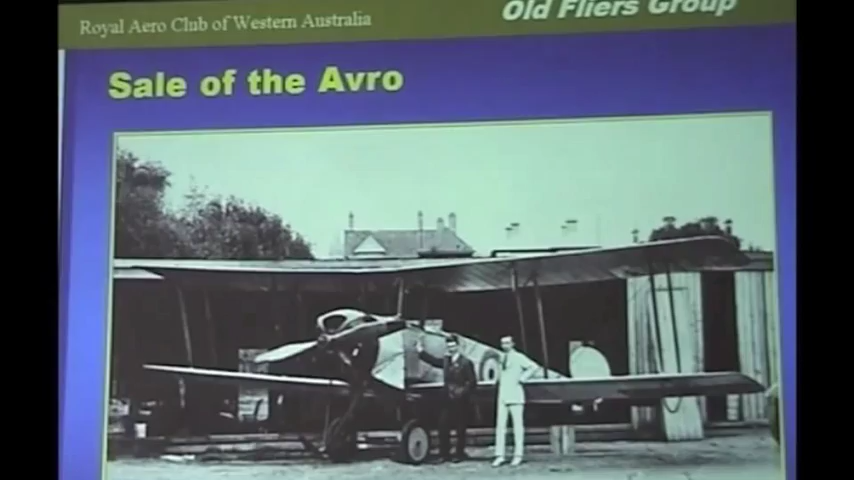 Royal Aero Club of Western Australia
Old Fliers Group
Sale of the Avro